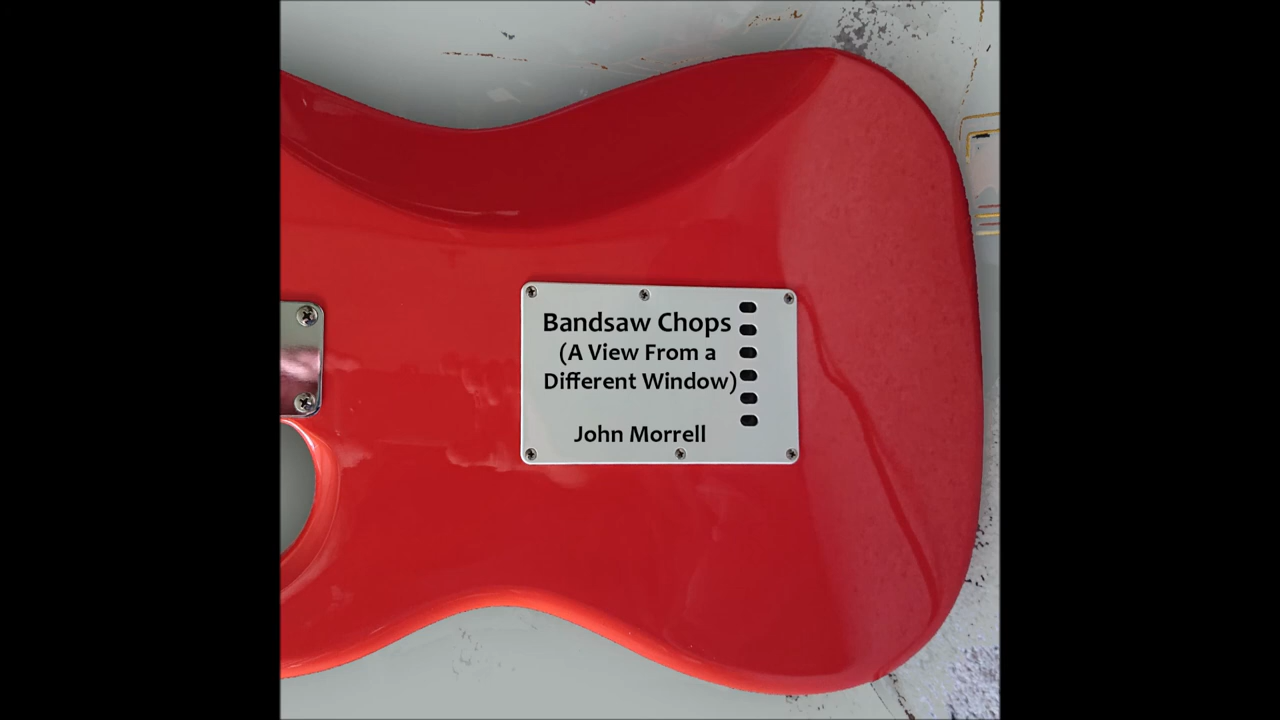 Bandsaw Chops
(A View From a
Different Window)
John Morrell